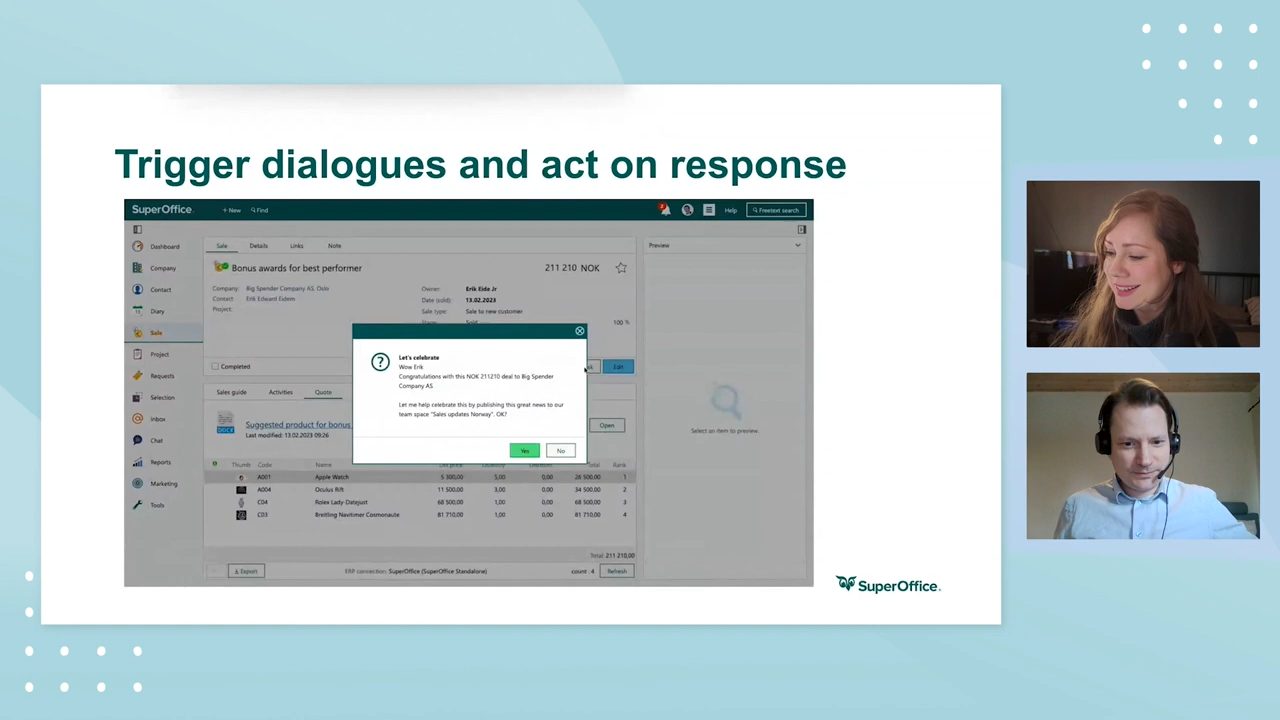 Trigger dialogues and act on response
SuperOffice.
+ New
Find
2
Help
Freetext search
Dashboard
Company
Contact
Diary
Sale
Project
Requests
Selection
Inbox
Chat
Reports
Marketing
Tools
Sale Details Links Note
Bonus awards for best performer
211 210 NOK
Company: Big Spender Company AS, Oslo
Contact: Erik Edward Eidem
Project:
Owner: Erik Eide Jr
Date (sold): 13.02.2023
Sale type: Sale to new customer
Stage: Sold
100 %
Completed
Edit
Let's celebrate
Wow Erik
Congratulations with this NOK 211210 deal to Big Spender
Company AS
Let me help celebrate this by publishing this great news to our
team space "Sales updates Norway". OK?
Yes
No
Sales guide Activities Quote
Suggested product for bonus
Last modified: 13.02.2023 09:26
Open
Thumb Code Name Total Rank
A001 Apple Watch 5 300,00 5,00 0,00 26 500,00 1
A004 Oculus Rift 11 500,00 3,00 0,00 34 500,00 2
C04 Rolex Lady-Datejust 68 500,00 1,00 0,00 68 500,00 3
C03 Breitling Navitimer Cosmonaute 81 710,00 1,00 0,00 81 710,00 4
Total: 211 210,00
Export
ERP connection: SuperOffice (SuperOffice Standalone)
count 4
Refresh
Preview
Select an item to preview.
SuperOffice.